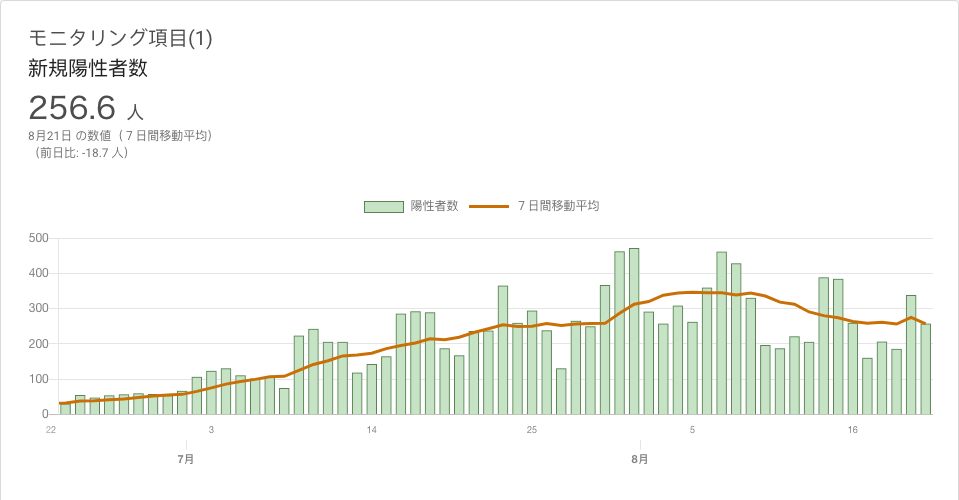 モニタリング項目(1)
新規陽性者数
256.6 人
8月21日 の数値（７日間移動平均）
（前日比: -18.7 人）
陽性者数 ７日間移動平均
500
400
300
200
100
0
22 3 14 25 5 16
7月 8月